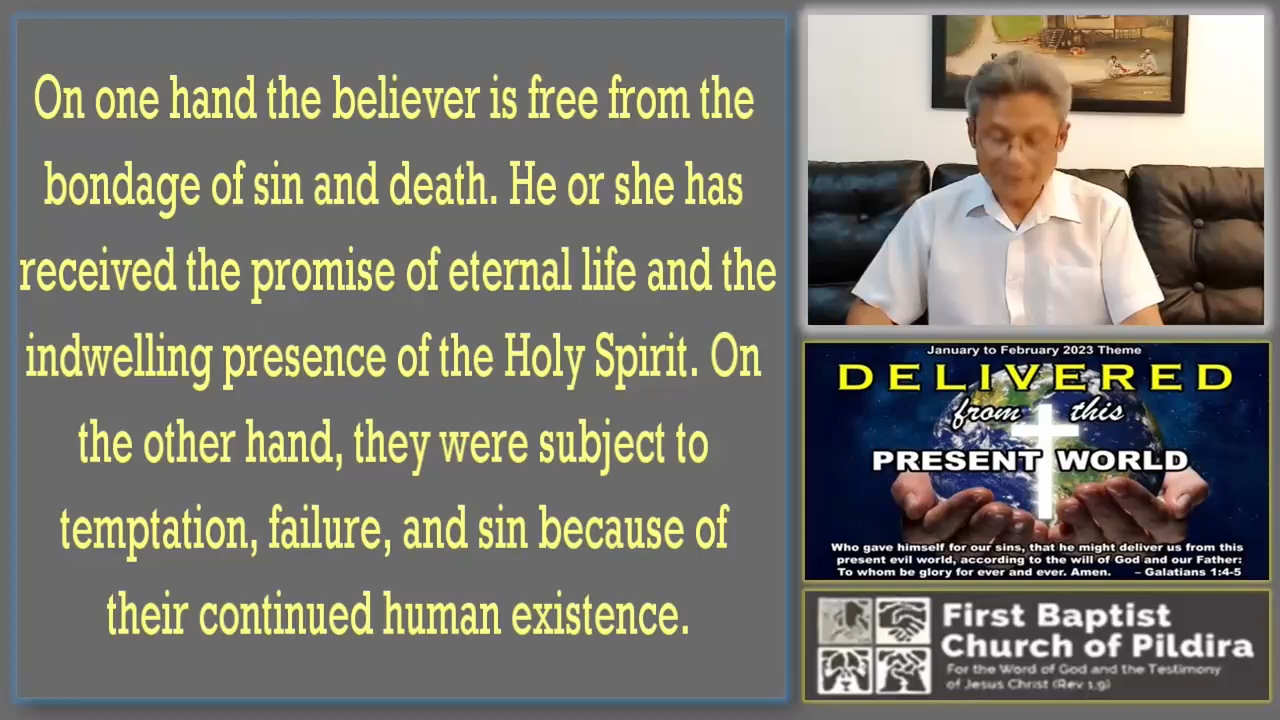 On one hand the believer is free from the
bondage of sin and death. He or she has
received the promise of eternal life and the
indwelling presence of the Holy Spirit. On
the other hand, they were subject to
temptation, failure, and sin because of
their continued human existence.
January to February 2023 Theme
DELIVERED
from this
PRESENT WORLD
Who gave himself for our sins, that he might deliver us from this
present evil world, according to the will of God and our Father:
To whom be glory for ever and ever. Amen. – Galatians 1:4-5
First Baptist
Church of Pildira
For the Word of God and the Testimony
of Jesus Christ (Rev 1:9)